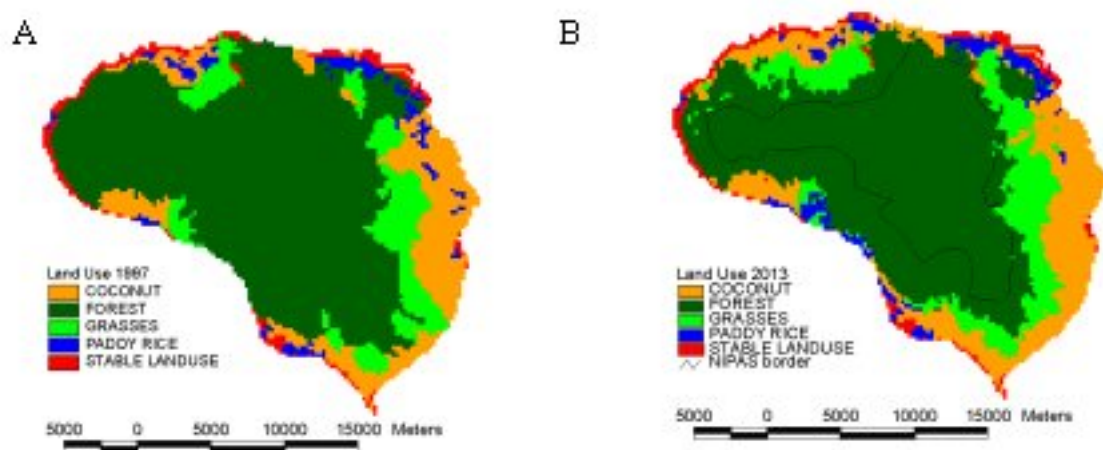 A
Land Use 1997
COCONUT
FOREST
GRASSES
PADDY RICE
STABLE LANDUSE
5000 0 5000 10000 15000 Meters
B
Land Use 2013
COCONUT
FOREST
GRASSES
PADDY RICE
STABLE LANDUSE
NIPAS border
5000 0 5000 10000 15000 Meters